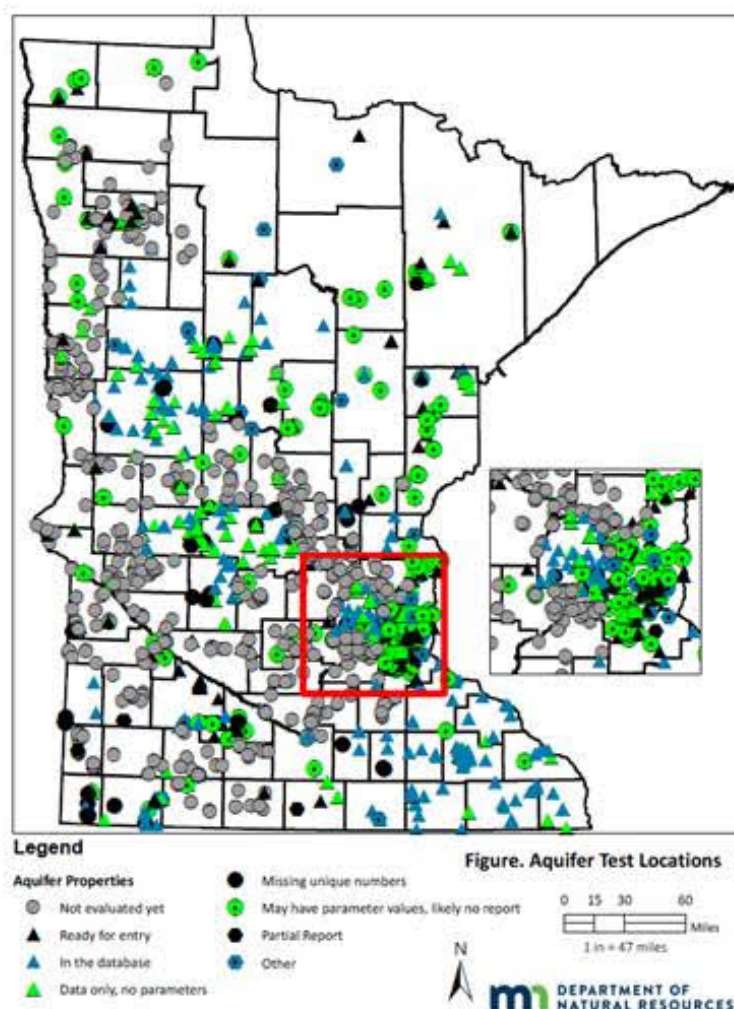 Legend
Aquifer Properties
Not evaluated yet
Ready for entry
In the database
Data only, no parameters
Missing unique numbers
May have parameter values, likely no report
Partial Report
Other
Figure. Aquifer Test Locations
0 15 30 60
Miles
1 in = 47 miles
N
DEPARTMENT OF
NATURAL RESOURCES